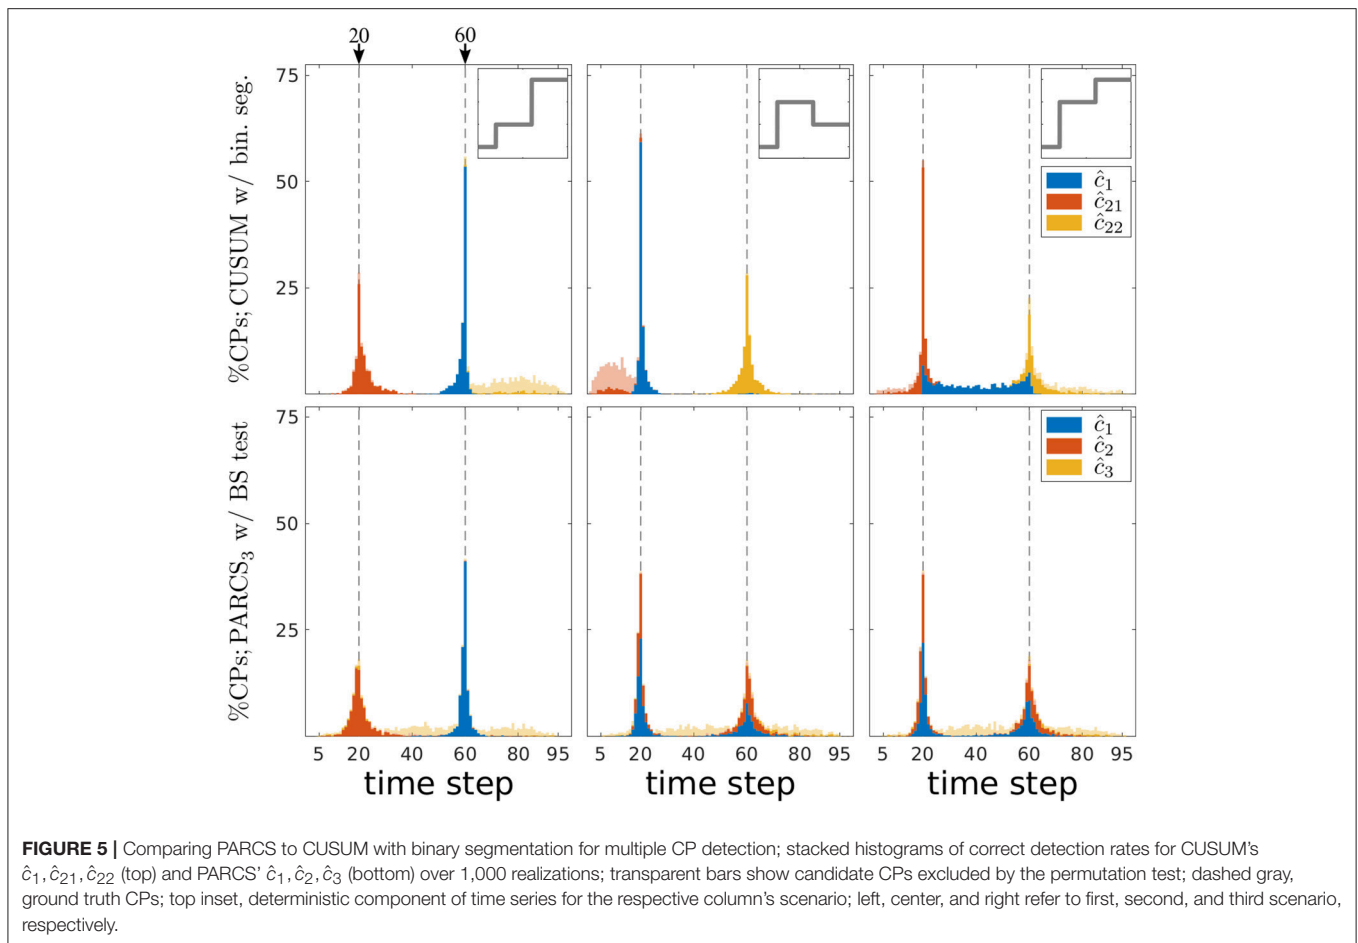 20 60
75
50
25
%CPs; CUSUM w/ bin. seg.
ĉ₁
ĉ₂₁
ĉ₂₂
75
50
25
%CPs; PARCS₃ w/ BS test
ĉ₁
ĉ₂
ĉ₃
5 20 40 60 80 95 5 20 40 60 80 95 5 20 40 60 80 95
time step time step time step
FIGURE 5 | Comparing PARCS to CUSUM with binary segmentation for multiple CP detection; stacked histograms of correct detection rates for CUSUM's
ĉ₁, ĉ₂₁, ĉ₂₂ (top) and PARCS' ĉ₁, ĉ₂, ĉ₃ (bottom) over 1,000 realizations; transparent bars show candidate CPs excluded by the permutation test; dashed gray,
ground truth CPs; top inset, deterministic component of time series for the respective column's scenario; left, center, and right refer to first, second, and third scenario,
respectively.